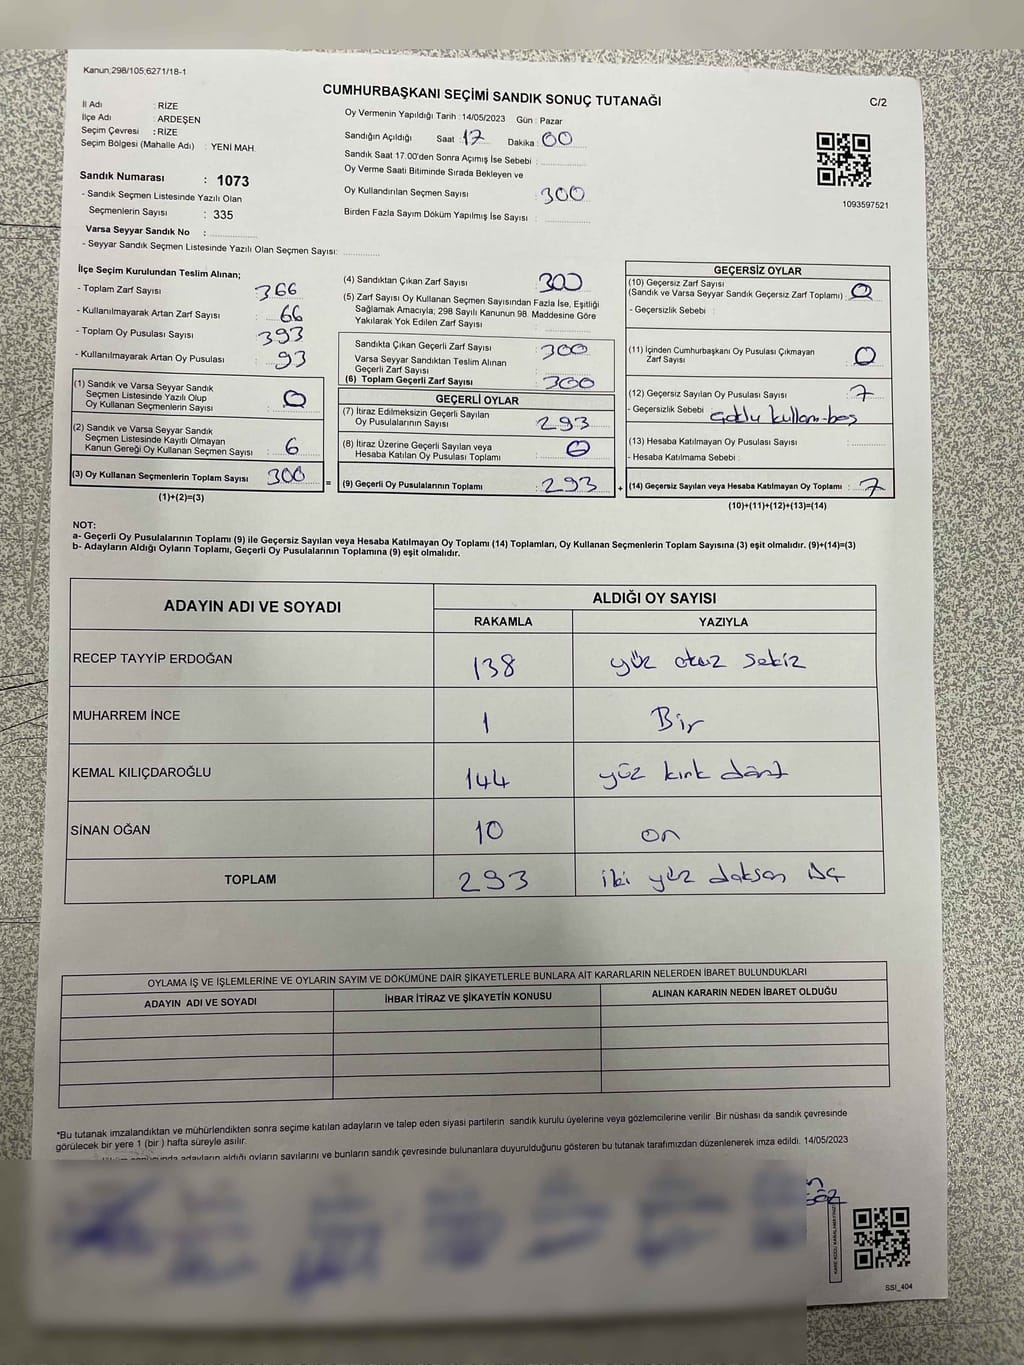 Kanun;298/105;6271/18-1
CUMHURBAŞKANI SEÇİMİ SANDIK SONUÇ TUTANAĞI
C/2
İl Adı : RİZE
İlçe Adı : ARDEŞEN
Seçim Çevresi : RİZE
Seçim Bölgesi (Mahalle Adı) : YENİ MAH.
Sandık Numarası : 1073
- Sandık Seçmen Listesinde Yazılı Olan
Seçmenlerin Sayısı : 335
Varsa Seyyar Sandık No :
- Seyyar Sandık Seçmen Listesinde Yazılı Olan Seçmen Sayısı:
Oy Vermenin Yapıldığı Tarih : 14/05/2023 Gün : Pazar
Sandığın Açıldığı Saat : 17 Dakika : 00
Sandık Saat 17.00'den Sonra Açımış İse Sebebi :
Oy Verme Saati Bitiminde Sırada Bekleyen ve
Oy Kullandırılan Seçmen Sayısı : 300
Birden Fazla Sayım Döküm Yapılmış İse Sayısı :
1093597521
İlçe Seçim Kurulundan Teslim Alınan;
- Toplam Zarf Sayısı : 366
- Kullanılmayarak Artan Zarf Sayısı : 66
- Toplam Oy Pusulası Sayısı : 393
- Kullanılmayarak Artan Oy Pusulası : 93
(1) Sandık ve Varsa Seyyar Sandık
Seçmen Listesinde Yazılı Olup
Oy Kullanan Seçmenlerin Sayısı : 0
(2) Sandık ve Varsa Seyyar Sandık
Seçmen Listesinde Kayıtlı Olmayan
Kanun Gereği Oy Kullanan Seçmen Sayısı : 6
(3) Oy Kullanan Seçmenlerin Toplam Sayısı 300
(1)+(2)=(3)
=
(4) Sandıktan Çıkan Zarf Sayısı : 300
(5) Zarf Sayısı Oy Kullanan Seçmen Sayısından Fazla İse, Eşitliği
Sağlamak Amacıyla; 298 Sayılı Kanunun 98. Maddesine Göre
Yakılarak Yok Edilen Zarf Sayısı :
Sandıkta Çıkan Geçerli Zarf Sayısı : 300
Varsa Seyyar Sandıktan Teslim Alınan
Geçerli Zarf Sayısı :
(6) Toplam Geçerli Zarf Sayısı : 300
GEÇERLİ OYLAR
(7) İtiraz Edilmeksizin Geçerli Sayılan
Oy Pusulalarının Sayısı : 293
(8) İtiraz Üzerine Geçerli Sayılan veya
Hesaba Katılan Oy Pusulası Toplamı : 0
(9) Geçerli Oy Pusulalarının Toplamı : 293
+
GEÇERSİZ OYLAR
(10) Geçersiz Zarf Sayısı
(Sandık ve Varsa Seyyar Sandık Geçersiz Zarf Toplamı) : 0
- Geçersizlik Sebebi :
(11) İçinden Cumhurbaşkanı Oy Pusulası Çıkmayan
Zarf Sayısı : 0
(12) Geçersiz Sayılan Oy Pusulası Sayısı : 7
- Geçersizlik Sebebi :
(13) Hesaba Katılmayan Oy Pusulası Sayısı :
- Hesaba Katılmama Sebebi :
(14) Geçersiz Sayılan veya Hesaba Katılmayan Oy Toplamı : 7
(10)+(11)+(12)+(13)=(14)
NOT:
a- Geçerli Oy Pusulalarının Toplamı (9) ile Geçersiz Sayılan veya Hesaba Katılmayan Oy Toplamı (14) Toplamları, Oy Kullanan Seçmenlerin Toplam Sayısına (3) eşit olmalıdır. (9)+(14)=(3)
b- Adayların Aldığı Oyların Toplamı, Geçerli Oy Pusulalarının Toplamına (9) eşit olmalıdır.
ADAYIN ADI VE SOYADI
ALDIĞI OY SAYISI
RAKAMLA YAZIYLA
RECEP TAYYİP ERDOĞAN 138 yüz otuz sekiz
MUHARREM İNCE 1 Bir
KEMAL KILIÇDAROĞLU 144 yüz kırk dört
SİNAN OĞAN 10 on
TOPLAM 293 iki yüz doksan üç
OYLAMA İŞ VE İŞLEMLERİNE VE OYLARIN SAYIM VE DÖKÜMÜNE DAİR ŞİKAYETLERLE BUNLARA AİT KARARLARIN NELERDEN İBARET BULUNDUKLARI
ADAYIN ADI VE SOYADI İHBAR İTİRAZ VE ŞİKAYETİN KONUSU ALINAN KARARIN NEDEN İBARET OLDUĞU
*Bu tutanak imzalandıktan ve mühürlendikten sonra seçime katılan adayların ve talep eden siyasi partilerin sandık kurulu üyelerine veya gözlemcilerine verilir Bir nüshası da sandık çevresinde
görülecek bir yere 1 (bir ) hafta süreyle asılır.
adayların aldığı oyların sayılarını ve bunların sandık çevresinde bulunanlara duyurulduğunu gösteren bu tutanak tarafımızdan düzenlenerek imza edildi. 14/05/2023
SSI_404